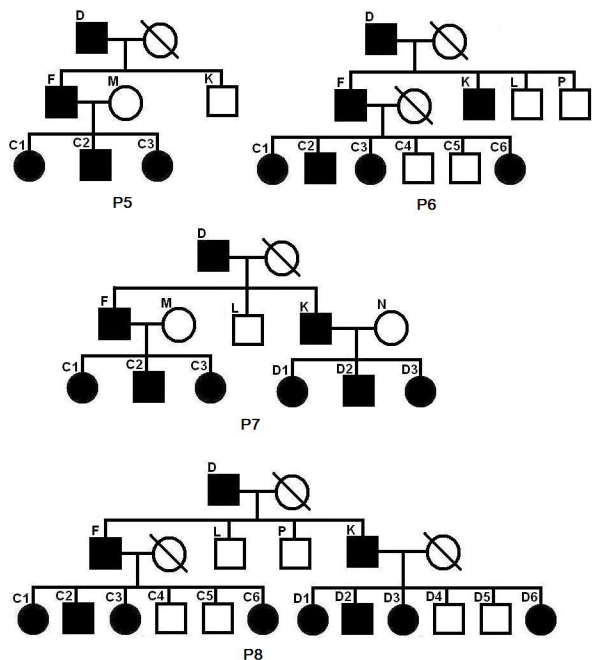 D D
F M K F K L P
C1 C2 C3 C1 C2 C3 C4 C5 C6
P5 P6
D
F M L K N
C1 C2 C3 D1 D2 D3
P7
D
F L P K
C1 C2 C3 C4 C5 C6 D1 D2 D3 D4 D5 D6
P8